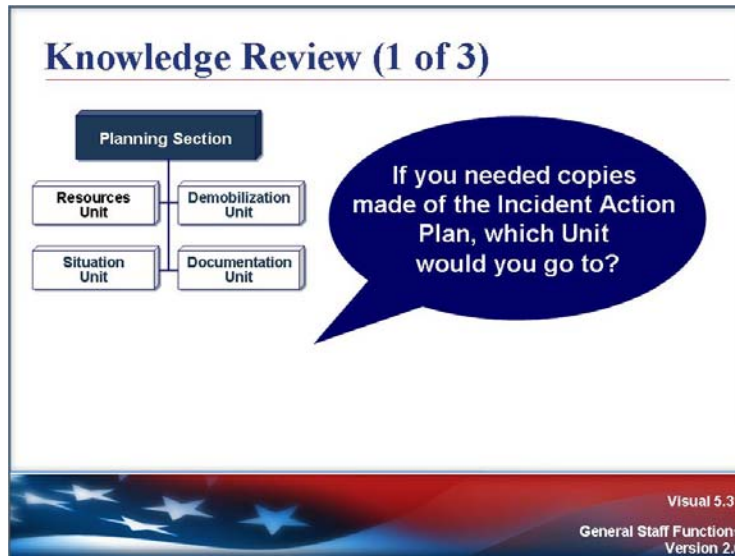 Knowledge Review (1 of 3)
Planning Section
Resources
Unit
Demobilization
Unit
Situation
Unit
Documentation
Unit
If you needed copies
made of the Incident Action
Plan, which Unit
would you go to?
Visual 5.3
General Staff Function
Version 2.